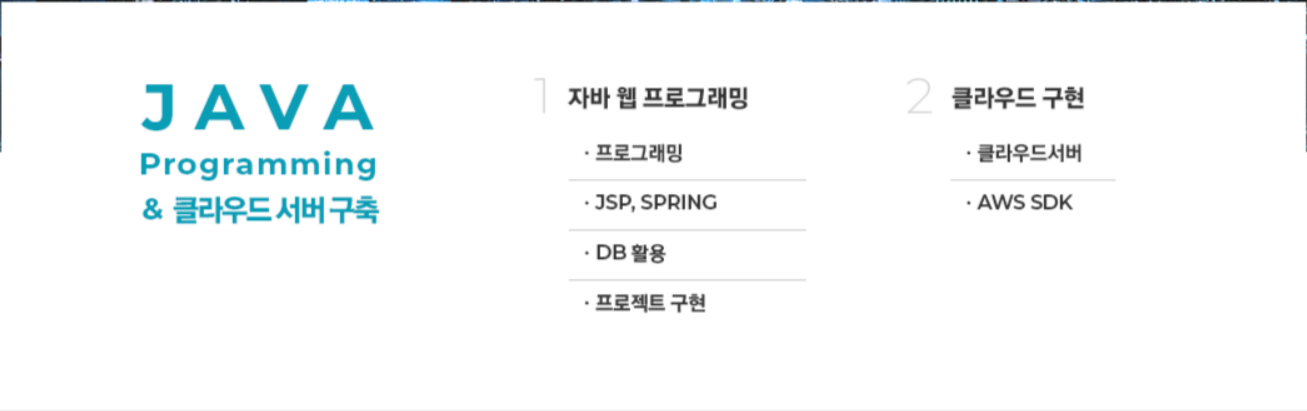 JAVA
Programming
& 클라우드 서버 구축
1 자바 웹 프로그래밍
· 프로그래밍
· JSP, SPRING
· DB 활용
· 프로젝트 구현
2 클라우드 구현
· 클라우드서버
· AWS SDK